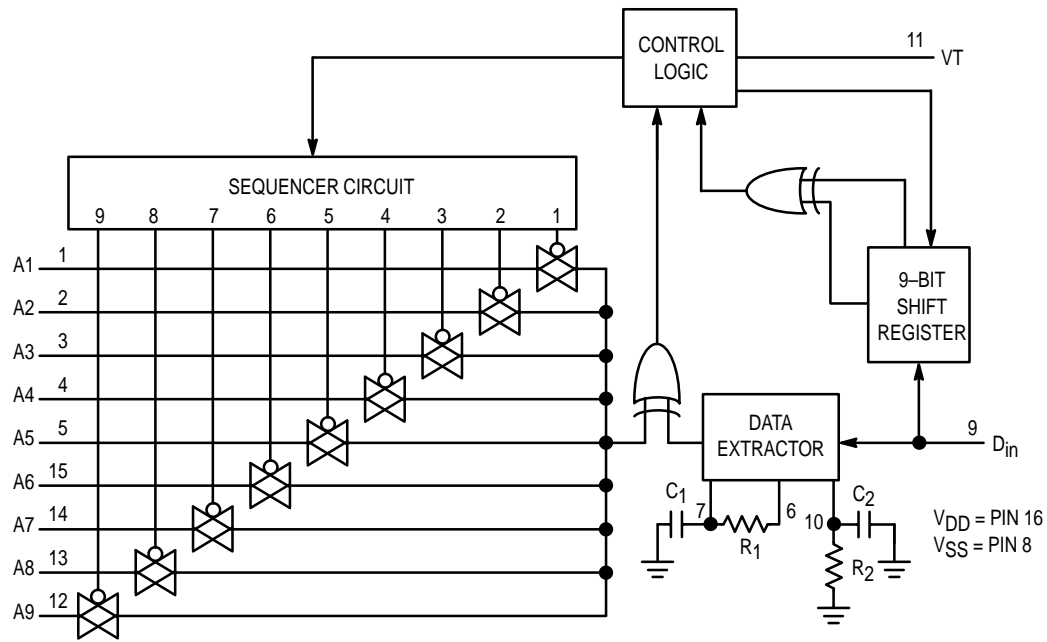 CONTROL
LOGIC
11
VT
SEQUENCER CIRCUIT
9 8 7 6 5 4 3 2 1
A1 1
A2 2
A3 3
A4 4
A5 5
A6 15
A7 14
A8 13
A9 12
9–BIT
SHIFT
REGISTER
DATA
EXTRACTOR
9
Din
C1
7
R1
6
10
C2
R2
VDD = PIN 16
VSS = PIN 8